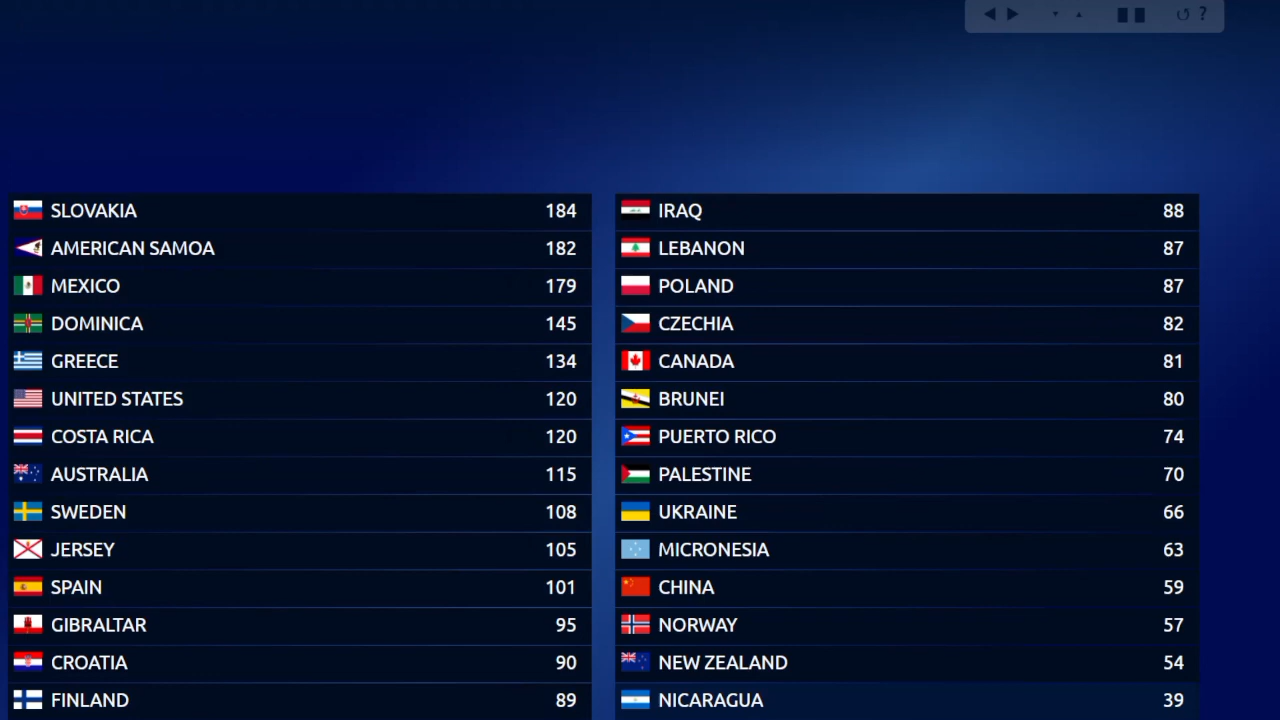 ?
SLOVAKIA 184
AMERICAN SAMOA 182
MEXICO 179
DOMINICA 145
GREECE 134
UNITED STATES 120
COSTA RICA 120
AUSTRALIA 115
SWEDEN 108
JERSEY 105
SPAIN 101
GIBRALTAR 95
CROATIA 90
FINLAND 89
IRAQ 88
LEBANON 87
POLAND 87
CZECHIA 82
CANADA 81
BRUNEI 80
PUERTO RICO 74
PALESTINE 70
UKRAINE 66
MICRONESIA 63
CHINA 59
NORWAY 57
NEW ZEALAND 54
NICARAGUA 39